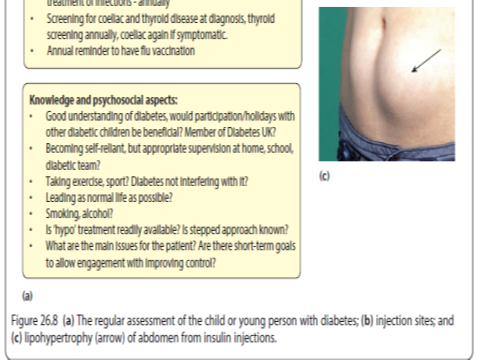 treatment of infections - annually
• Screening for coeliac and thyroid disease at diagnosis, thyroid
screening annually, coeliac again if symptomatic.
• Annual reminder to have flu vaccination
Knowledge and psychosocial aspects:
• Good understanding of diabetes, would participation/holidays with
other diabetic children be beneficial? Member of Diabetes UK?
• Becoming self-reliant, but appropriate supervision at home, school,
diabetic team?
• Taking exercise, sport? Diabetes not interfering with it?
• Leading as normal life as possible?
• Smoking, alcohol?
• Is 'hypo' treatment readily available? Is stepped approach known?
• What are the main issues for the patient? Are there short-term goals
to allow engagement with improving control?
(a)
(c)
Figure 26.8 (a) The regular assessment of the child or young person with diabetes; (b) injection sites; and
(c) lipohypertrophy (arrow) of abdomen from insulin injections.